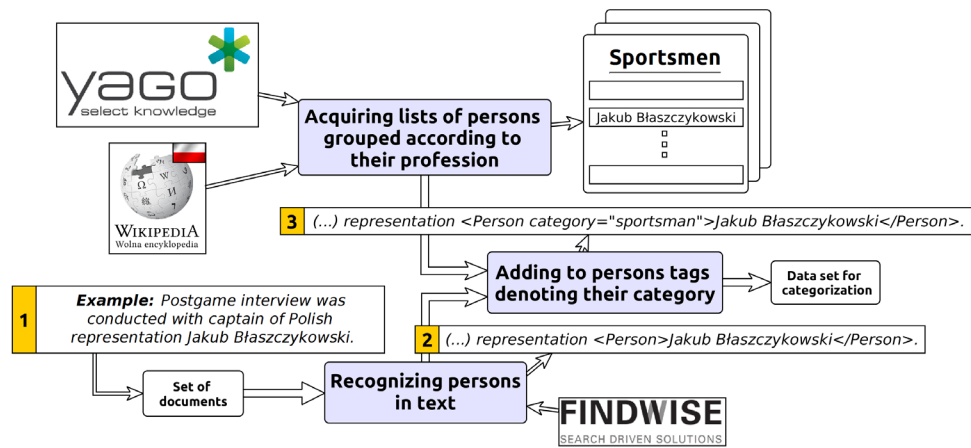 yago
select knowledge
WIKIPEDIA
Wolna encyklopedia
Acquiring lists of persons
grouped according to
their profession
Sportsmen
Jakub Błaszczykowski
3 (...) representation <Person category="sportsman">Jakub Błaszczykowski</Person>.
Adding to persons tags
denoting their category
Data set for
categorization
1
Example: Postgame interview was
conducted with captain of Polish
representation Jakub Błaszczykowski.
2 (...) representation <Person>Jakub Błaszczykowski</Person>.
Set of
documents
Recognizing persons
in text
FINDWISE
SEARCH DRIVEN SOLUTIONS